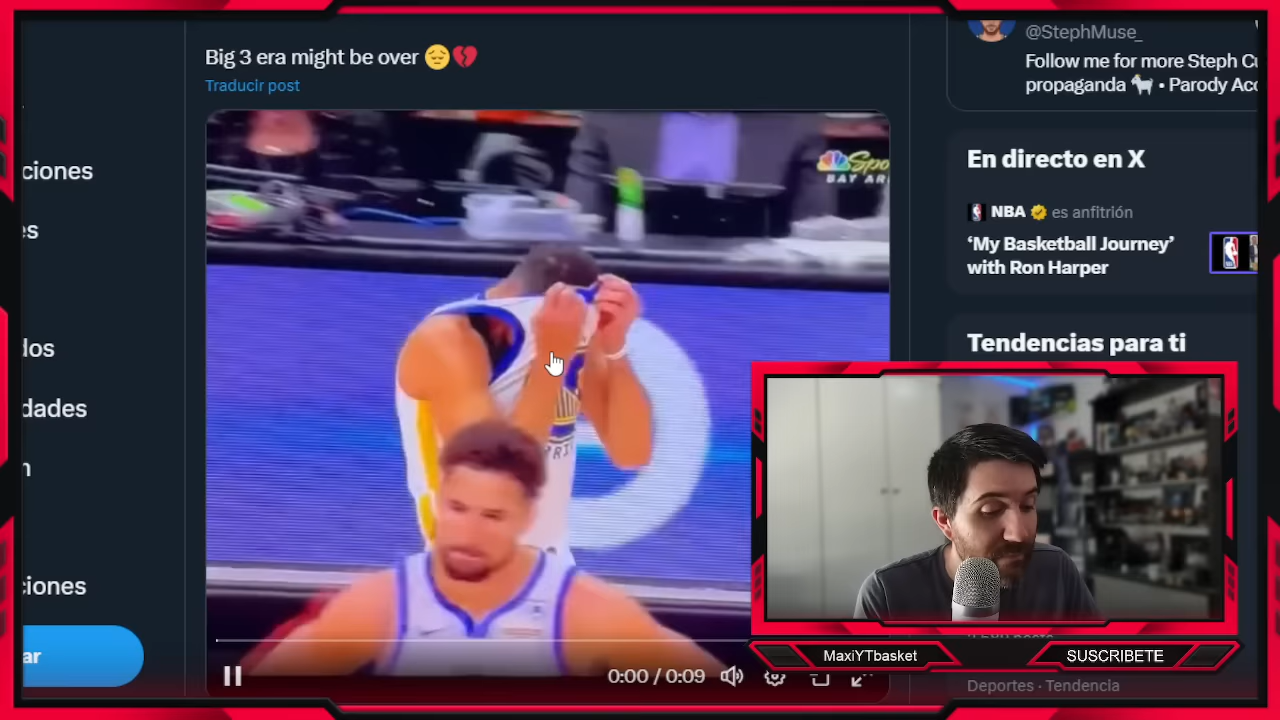 Big 3 era might be over 😔💔
Traducir post
ciones
es
dos
dades
n
ciones
ar
BAY AR
0:00 / 0:09
@StephMuse_
Follow me for more Steph Cu
propaganda 🐐 • Parody Acc
En directo en X
NBA es anfitrión
‘My Basketball Journey’
with Ron Harper
Tendencias para ti
MaxiYTbasket
SUSCRIBETE
Deportes · Tendencia